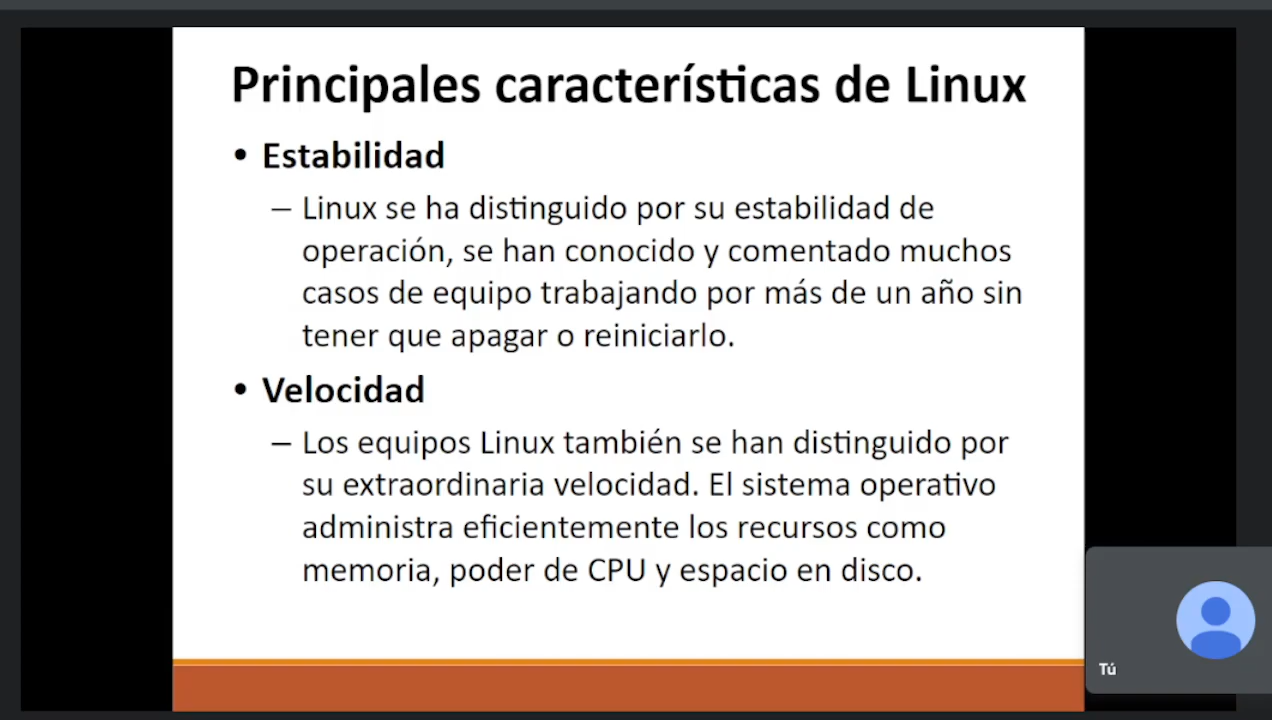 Principales características de Linux
• Estabilidad
– Linux se ha distinguido por su estabilidad de
operación, se han conocido y comentado muchos
casos de equipo trabajando por más de un año sin
tener que apagar o reiniciarlo.
• Velocidad
– Los equipos Linux también se han distinguido por
su extraordinaria velocidad. El sistema operativo
administra eficientemente los recursos como
memoria, poder de CPU y espacio en disco.
Tú